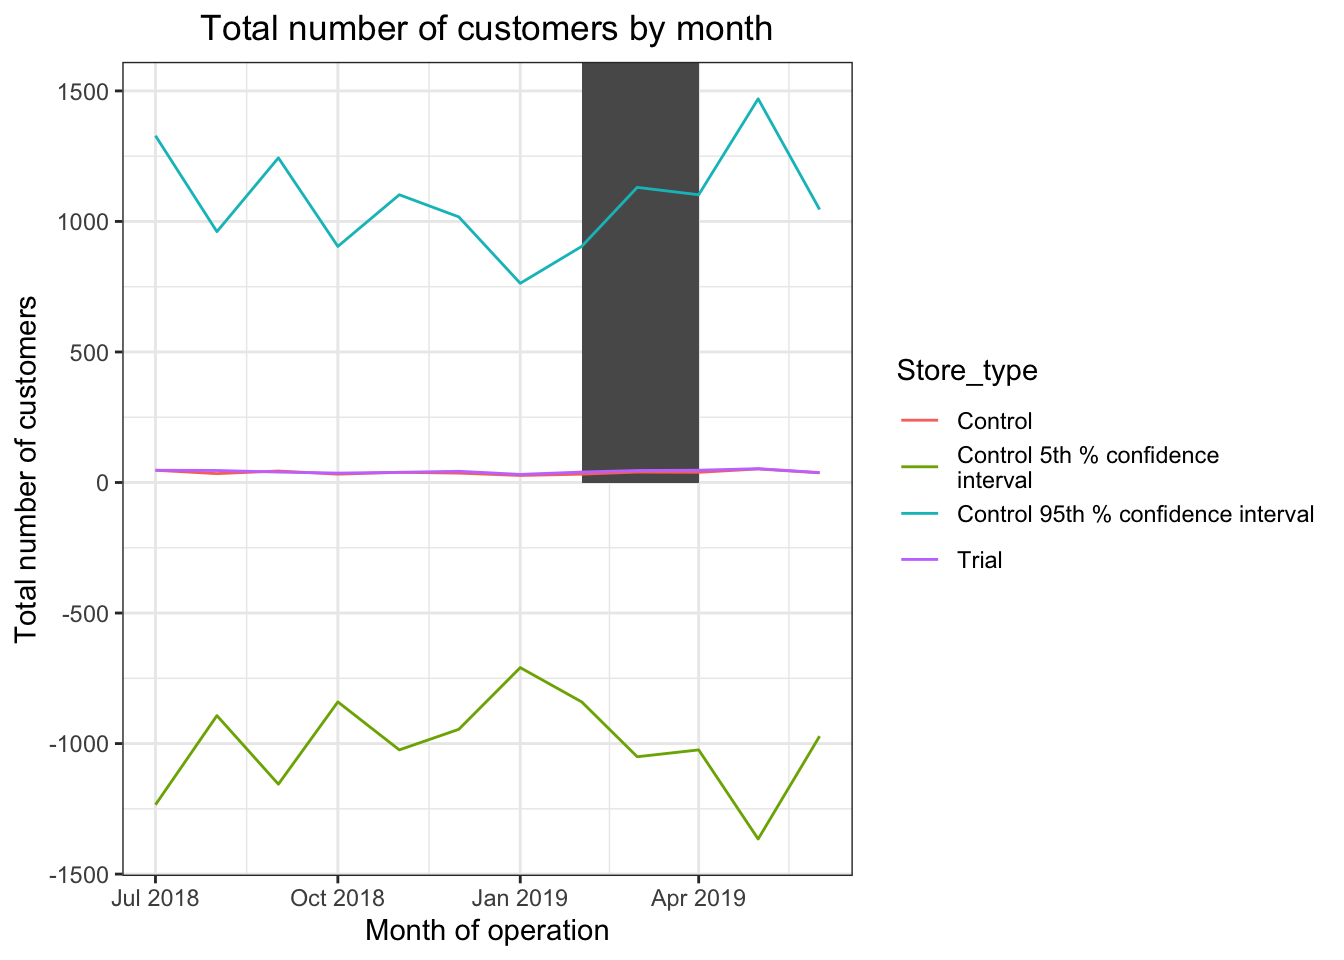 Total number of customers by month
Total number of customers
1500
1000
500
0
-500
-1000
-1500
Jul 2018
Oct 2018
Jan 2019
Apr 2019
Month of operation
Store_type
Control
Control 5th % confidence
interval
Control 95th % confidence interval
Trial